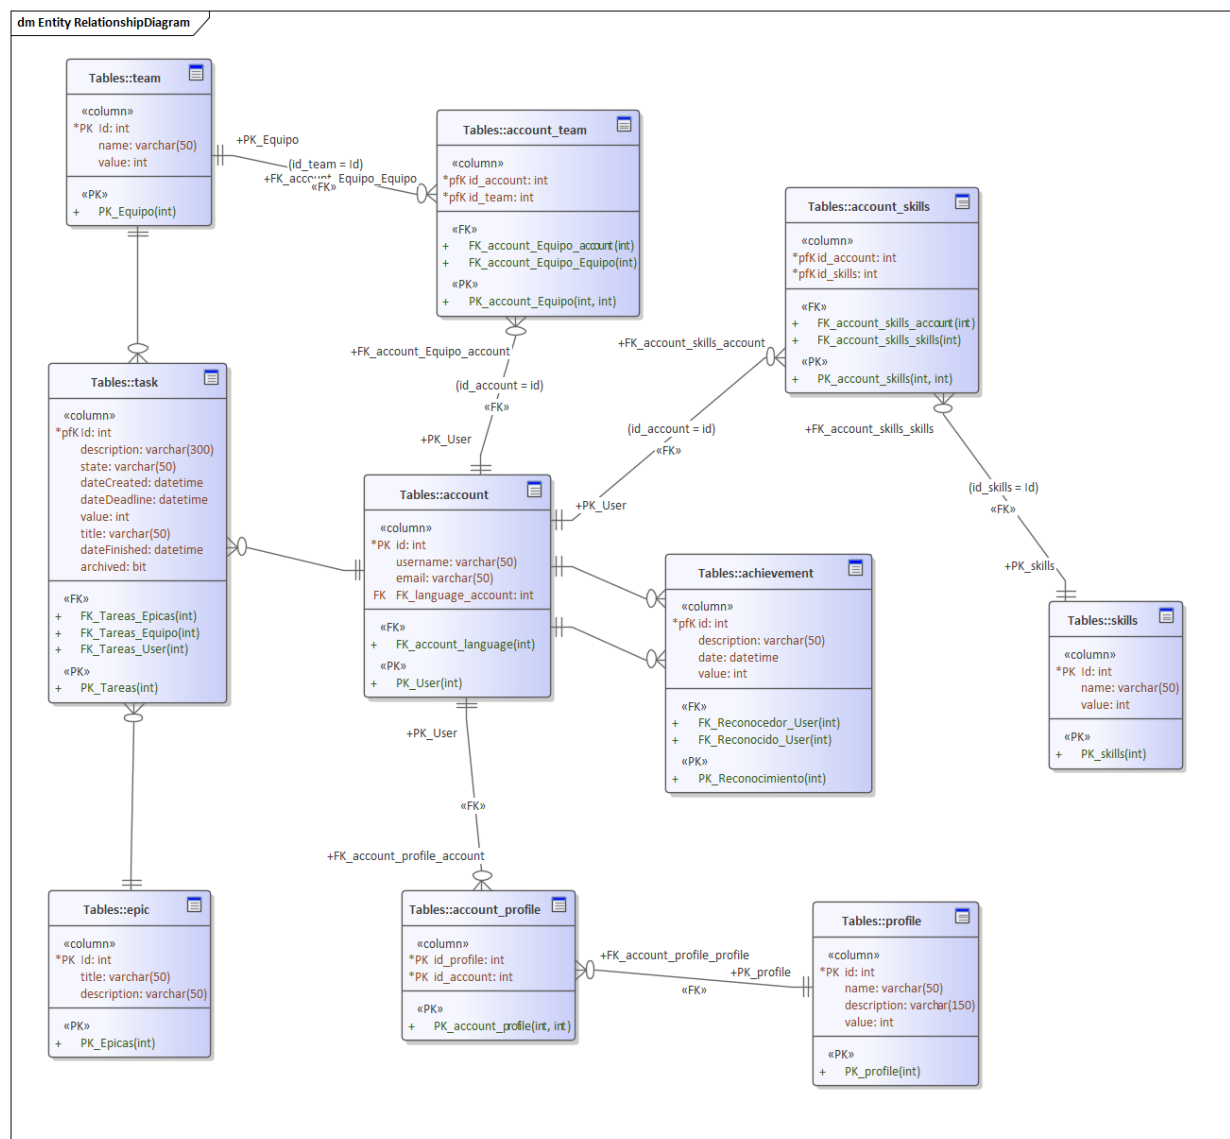 dm Entity RelationshipDiagram
Tables::team
«column»
*PK Id: int
name: varchar(50)
value: int
«PK»
+ PK_Equipo(int)
+PK_Equipo
(id_team = Id)
+FK_account_Equipo_Equipo
«FK»
Tables::account_team
«column»
*pfK id_account: int
*pfK id_team: int
«FK»
+ FK_account_Equipo_account(int)
+ FK_account_Equipo_Equipo(int)
«PK»
+ PK_account_Equipo(int, int)
+FK_account_Equipo_account
(id_account = id)
«FK»
+PK_User
Tables::account_skills
«column»
*pfK id_account: int
*pfK id_skills: int
«FK»
+ FK_account_skills_account(int)
+ FK_account_skills_skills(int)
«PK»
+ PK_account_skills(int, int)
+FK_account_skills_account
(id_account = id)
«FK»
+PK_User
+FK_account_skills_skills
(id_skills = Id)
«FK»
+PK_skills
Tables::task
«column»
*pfK Id: int
description: varchar(300)
state: varchar(50)
dateCreated: datetime
dateDeadline: datetime
value: int
title: varchar(50)
dateFinished: datetime
archived: bit
«FK»
+ FK_Tareas_Epicas(int)
+ FK_Tareas_Equipo(int)
+ FK_Tareas_User(int)
«PK»
+ PK_Tareas(int)
Tables::account
«column»
*PK id: int
username: varchar(50)
email: varchar(50)
FK FK_language_account: int
«FK»
+ FK_account_language(int)
«PK»
+ PK_User(int)
Tables::achievement
«column»
*pfK id: int
description: varchar(50)
date: datetime
value: int
«FK»
+ FK_Reconocedor_User(int)
+ FK_Reconocido_User(int)
«PK»
+ PK_Reconocimiento(int)
Tables::skills
«column»
*PK Id: int
name: varchar(50)
value: int
«PK»
+ PK_skills(int)
+PK_User
«FK»
+FK_account_profile_account
Tables::epic
«column»
*PK Id: int
title: varchar(50)
description: varchar(50)
«PK»
+ PK_Epicas(int)
Tables::account_profile
«column»
*PK id_profile: int
*PK id_account: int
«PK»
+ PK_account_profile(int, int)
+FK_account_profile_profile
+PK_profile
«FK»
Tables::profile
«column»
*PK id: int
name: varchar(50)
description: varchar(150)
value: int
«PK»
+ PK_profile(int)